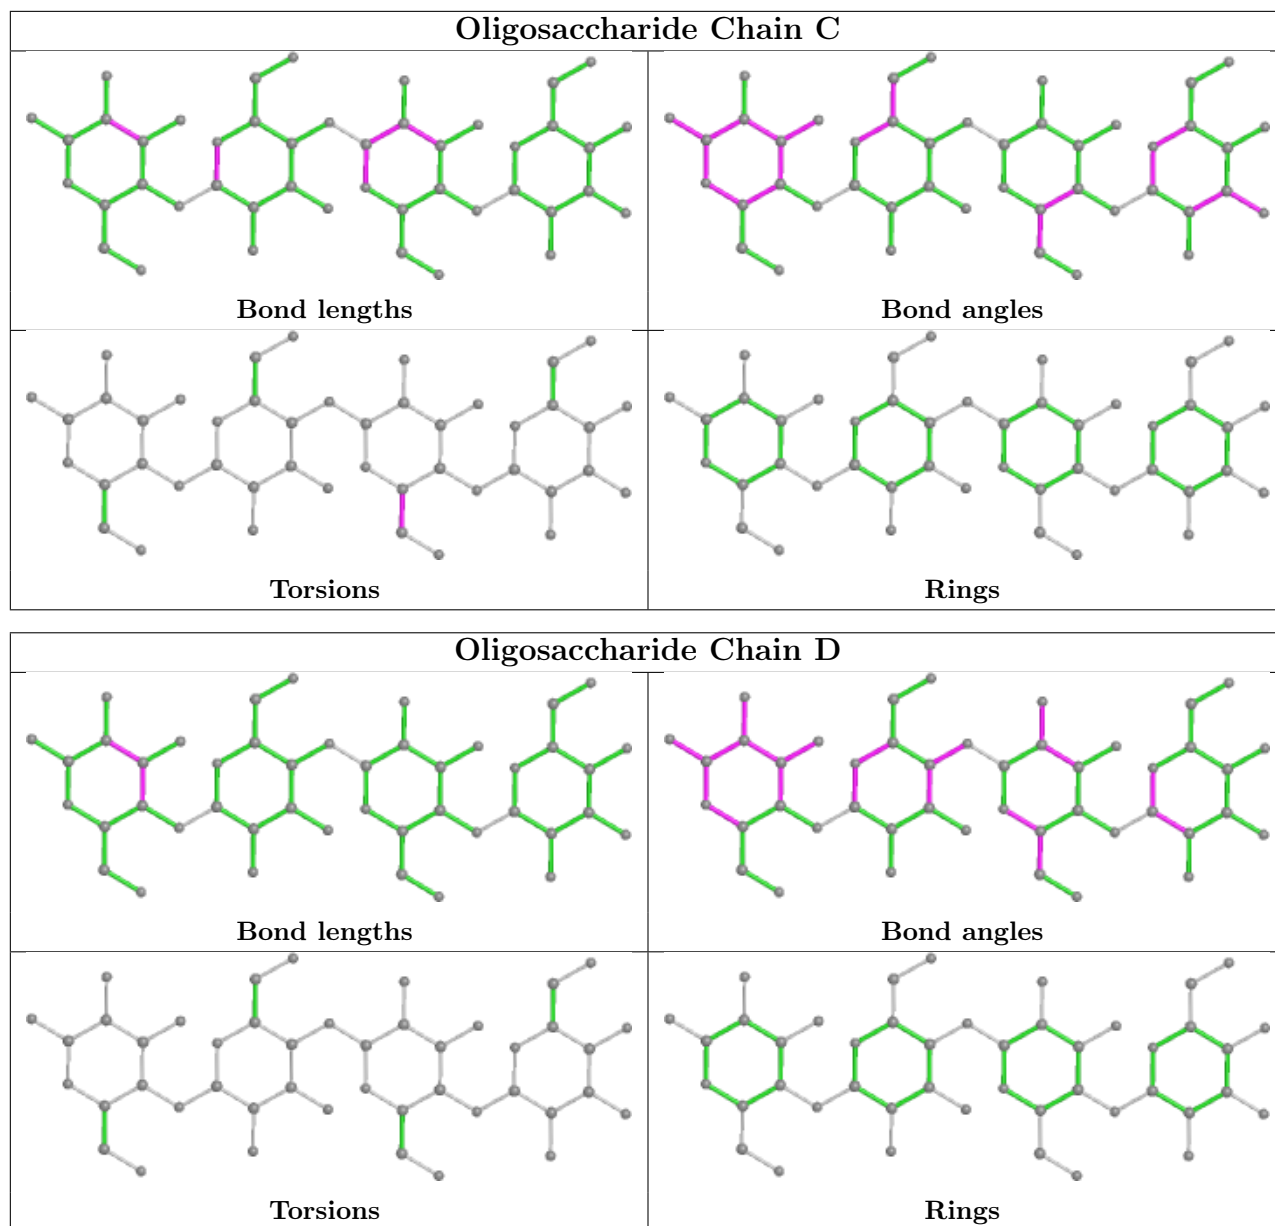 Oligosaccharide Chain C
Bond lengths
Bond angles
Torsions
Rings
Oligosaccharide Chain D
Bond lengths
Bond angles
Torsions
Rings